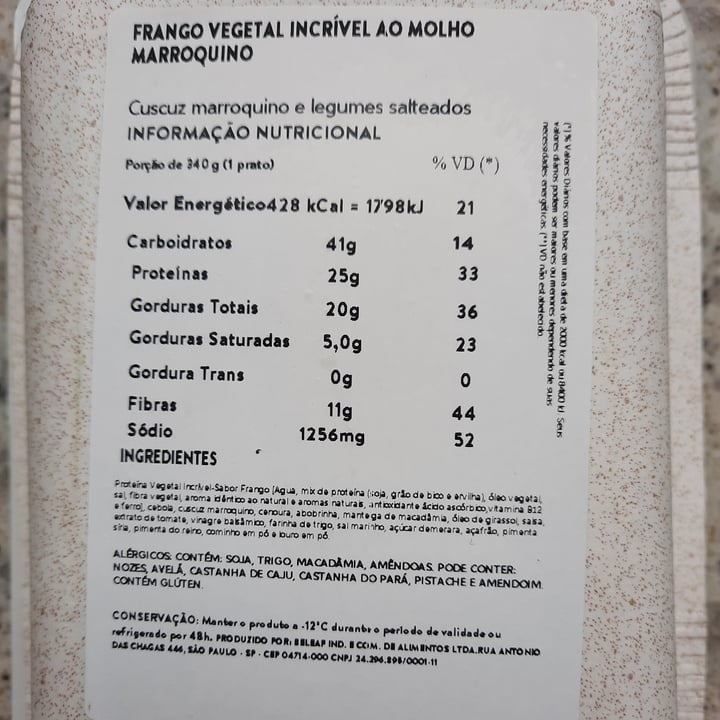 FRANGO VEGETAL INCRÍVEL AO MOLHO
MARROQUINO
Cuscuz marroquino e legumes salteados
INFORMAÇÃO NUTRICIONAL
Porção de 340g (1 prato) % VD (*)
Valor Energético428 kCal = 1798kJ 21
Carboidratos 41g 14
Proteínas 25g 33
Gorduras Totais 20g 36
Gorduras Saturadas 5,0g 23
Gordura Trans 0g 0
Fibras 11g 44
Sódio 1256mg 52
INGREDIENTES
Proteína Vegetal Incrível-Sabor Frango (Água, mix de proteína (soja, grão de bico e ervilha), óleo vegetal,
sal, fibra vegetal, aroma idêntico ao natural e aromas naturais, antioxidante ácido ascórbico,vitamina B12
e ferro), cebola, cuscuz marroquino, cenoura, abobrinha, manteiga de macadâmia, óleo de girassol, salsa,
extrato de tomate, vinagre balsâmico, farinha de trigo, sal marinho, açúcar demerara, açafrão, pimenta
síria, pimenta do reino, cominho em pó e louro em pó.
ALÉRGICOS: CONTÉM: SOJA, TRIGO, MACADÂMIA, AMÊNDOAS. PODE CONTER:
NOZES, AVELÃ, CASTANHA DE CAJU, CASTANHA DO PARÁ, PISTACHE E AMENDOIM.
CONTÉM GLÚTEN.
CONSERVAÇÃO: Manter o produto a -12°C durante o período de validade ou
refrigerado por 48h. PRODUZIDO POR: BELEAF IND. E COM. DE ALIMENTOS LTDA.RUA ANTONIO
DAS CHAGAS 444, SÃO PAULO - SP - CEP 04714-000 CNPJ 24.296.898/0001-11
(*) % Valores Diários com base em uma dieta de 2000 kcal ou 8400 kJ. Seus
valores diários podem ser maiores ou menores dependendo de suas
necessidades energéticas. (**) VD não estabelecido.